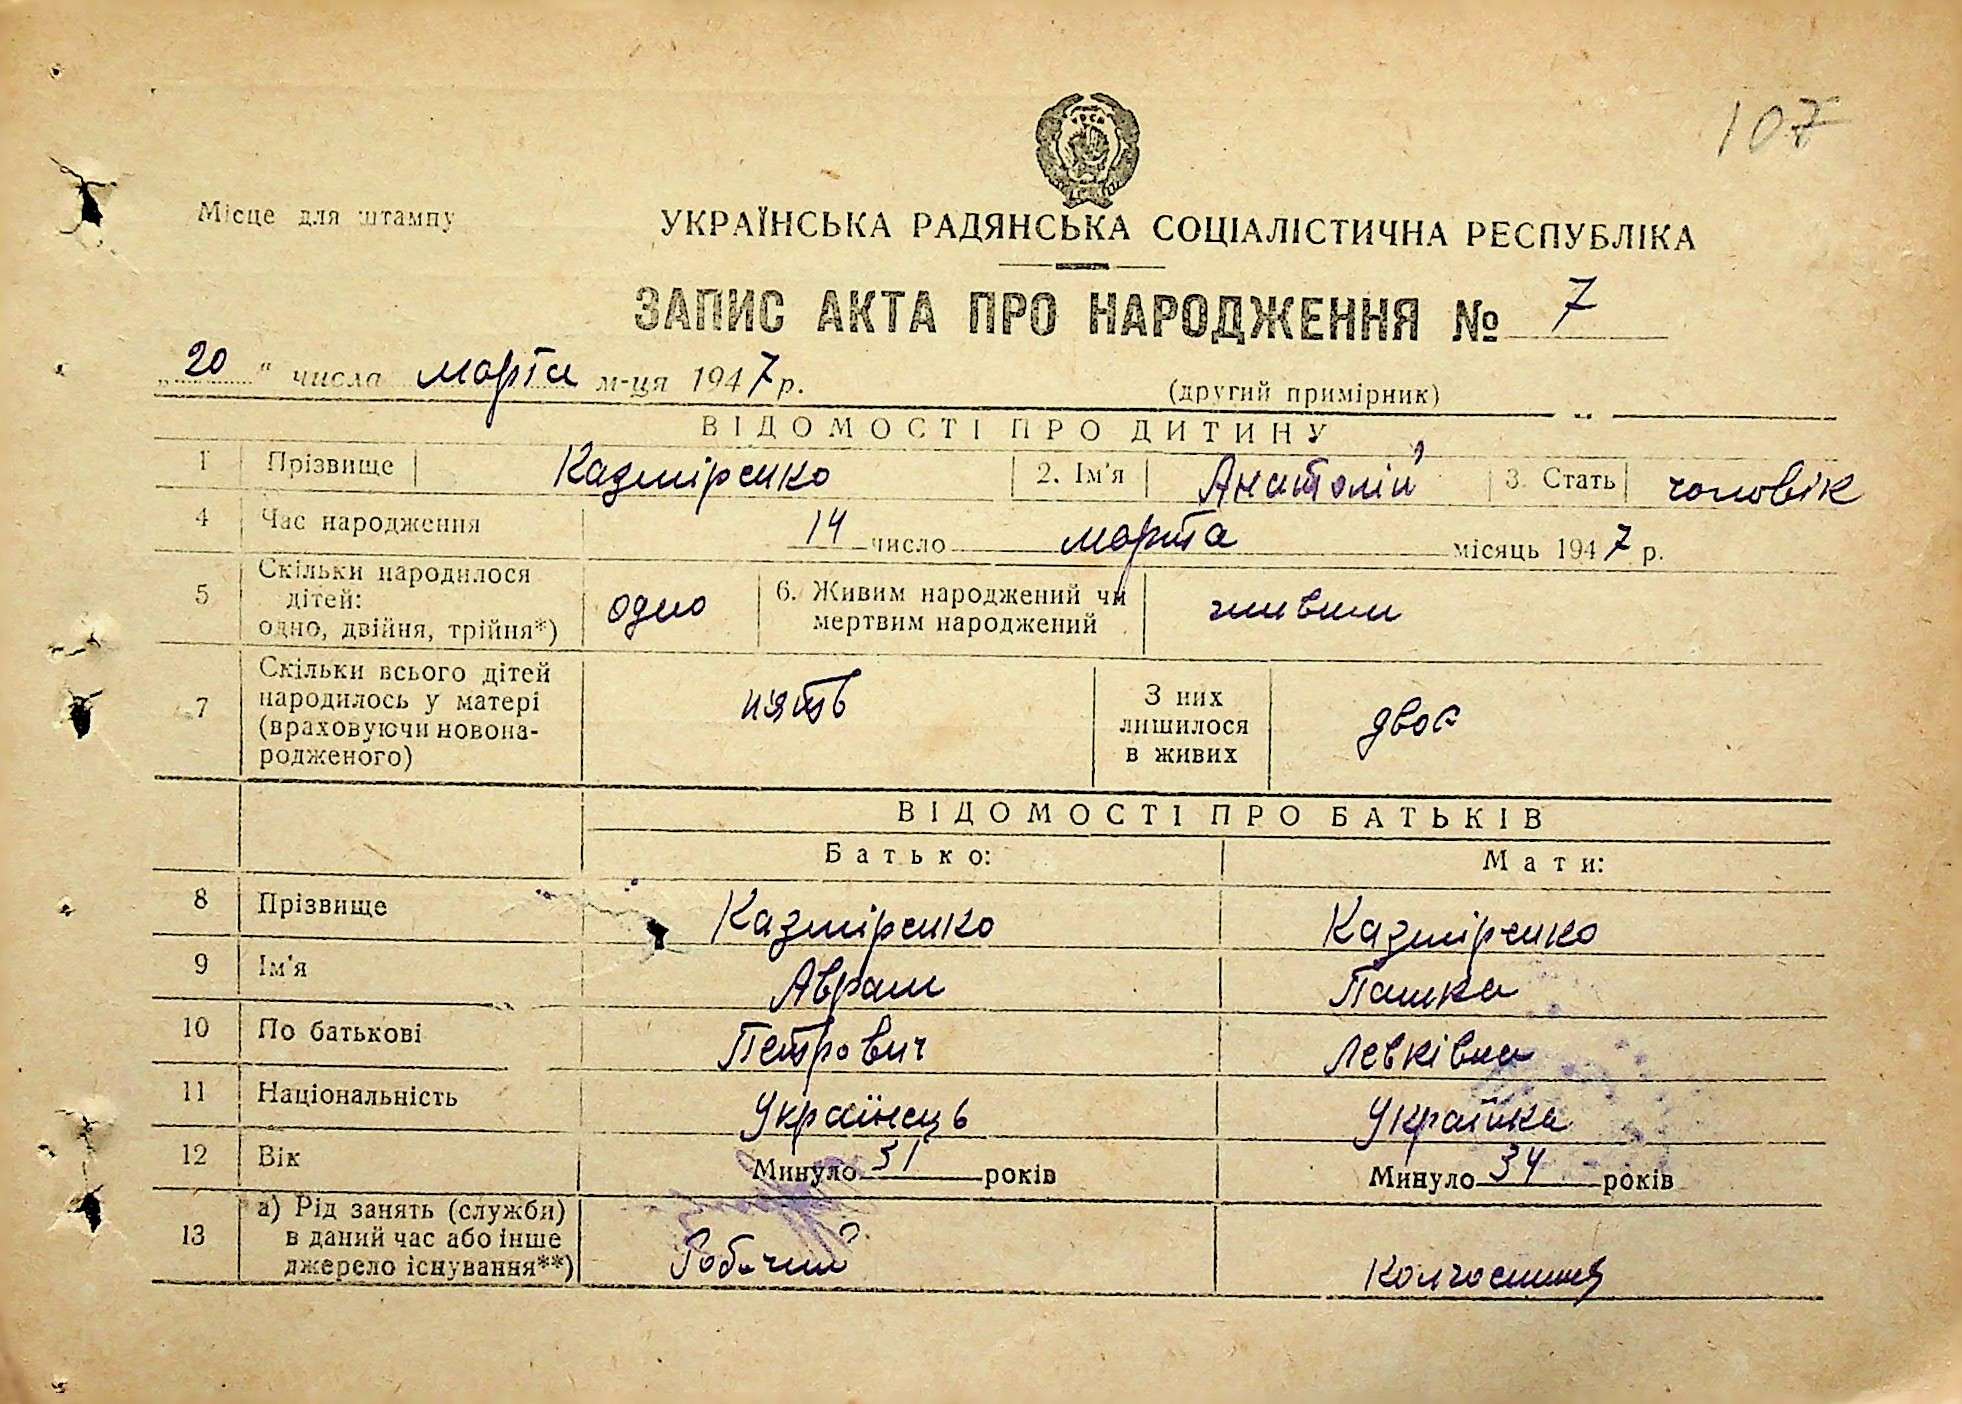 107
Місце для штампу
УКРАЇНСЬКА РАДЯНСЬКА СОЦІАЛІСТИЧНА РЕСПУБЛІКА
ЗАПИС АКТА ПРО НАРОДЖЕННЯ № 7
„20“ числа марта м-ця 1947 р.
(другий примірник)
ВІДОМОСТІ ПРО ДИТИНУ
1 Прізвище Казміренко 2. Ім'я Анатолій 3. Стать чоловік
4 Час народження 14 число марта місяць 1947 р.
5 Скільки народилося
дітей:
одно, двійня, трійня*) одно
6. Живим народжений чи
мертвим народжений живим
7 Скільки всього дітей
народилось у матері
(враховуючи новона-
родженого) п'ять
З них
лишилося
в живих двоє
ВІДОМОСТІ ПРО БАТЬКІВ
Батько: Мати:
8 Прізвище Казміренко Казміренко
9 Ім'я Аврам Пашка
10 По батькові Петрович Левківна
11 Національність Українець Українка
12 Вік Минуло 31 років Минуло 34 років
13 а) Рід занять (служби)
в даний час або інше
джерело існування**) Робочий